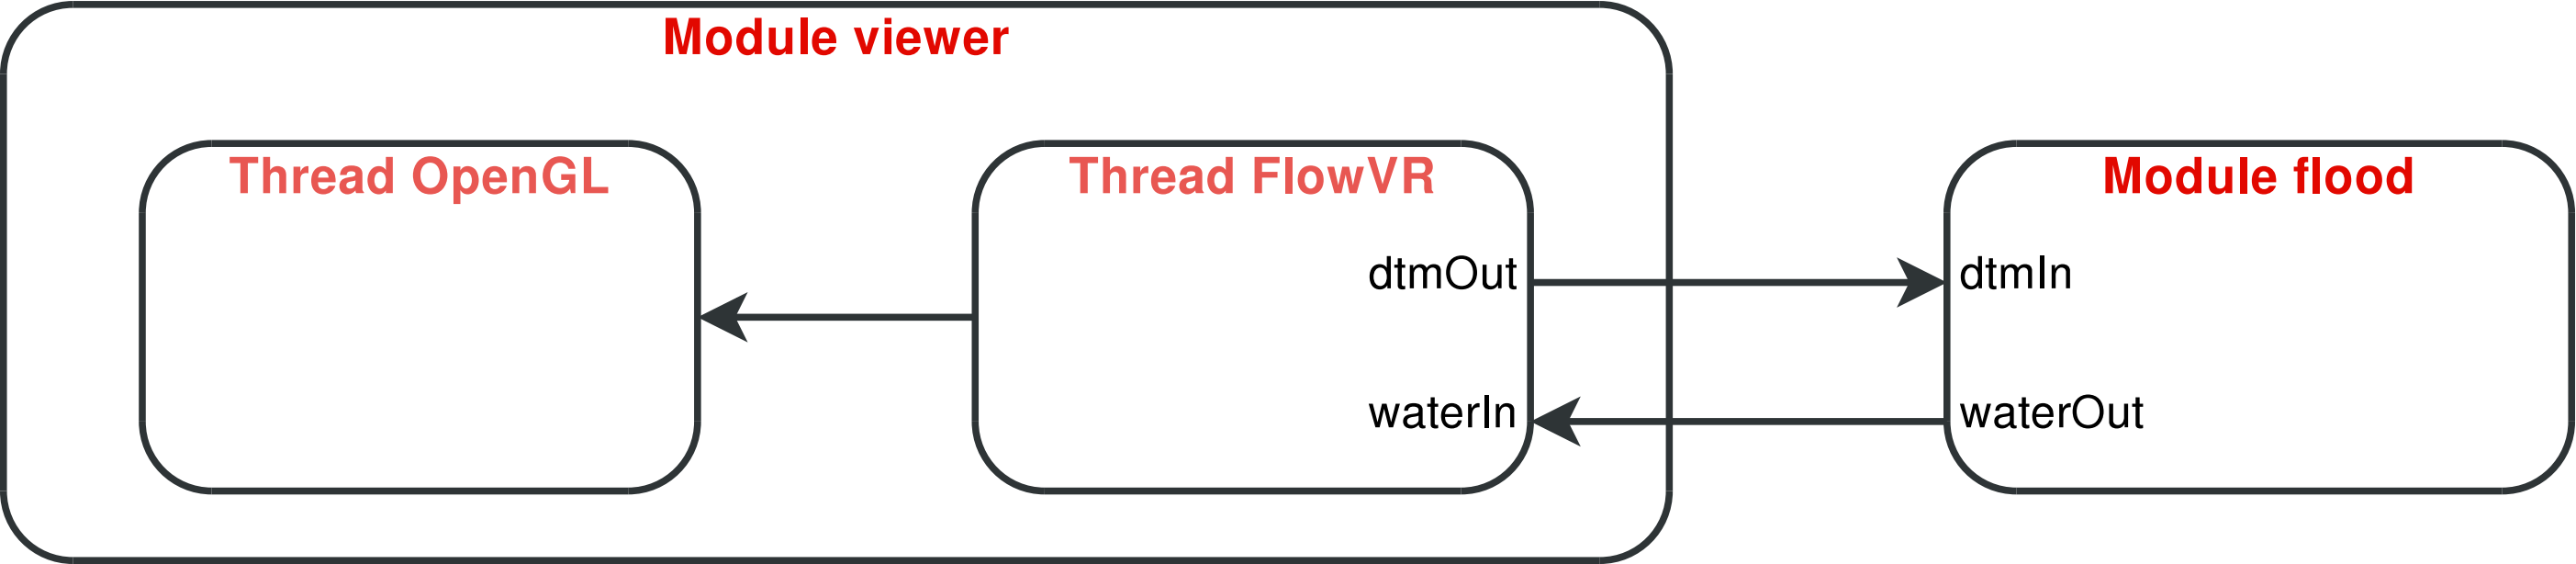 Module viewer
Thread OpenGL
Thread FlowVR
Module flood
dtmOut
dtmIn
waterIn
waterOut